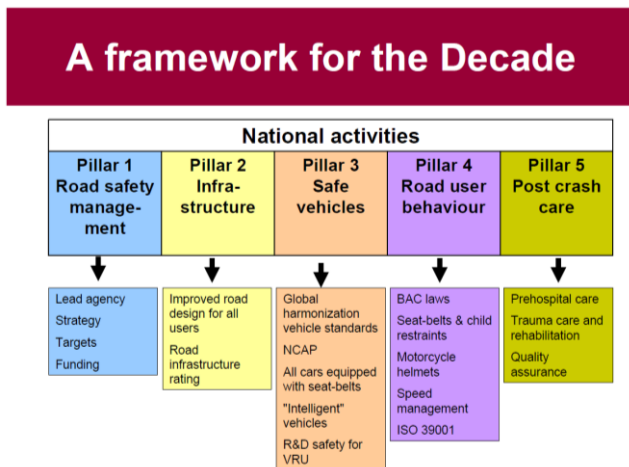 A framework for the Decade
National activities
Pillar 1
Road safety
manage-
ment
Pillar 2
Infra-
structure
Pillar 3
Safe
vehicles
Pillar 4
Road user
behaviour
Pillar 5
Post crash
care
Lead agency
Strategy
Targets
Funding
Improved road
design for all
users
Road
infrastructure
rating
Global
harmonization
vehicle standards
NCAP
All cars equipped
with seat-belts
"Intelligent"
vehicles
R&D safety for
VRU
BAC laws
Seat-belts & child
restraints
Motorcycle
helmets
Speed
management
ISO 39001
Prehospital care
Trauma care and
rehabilitation
Quality
assurance